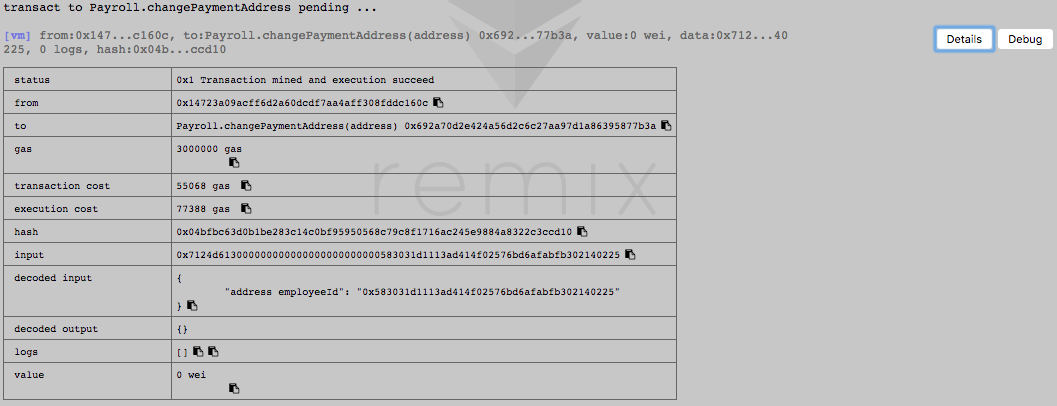 transact to Payroll.changePaymentAddress pending ...
[vm] from:0x147...c160c, to:Payroll.changePaymentAddress(address) 0x692...77b3a, value:0 wei, data:0x712...40
225, 0 logs, hash:0x04b...ccd10
Details
Debug
status 0x1 Transaction mined and execution succeed
from 0x14723a09acff6d2a60dcdf7aa4aff308fddc160c
to Payroll.changePaymentAddress(address) 0x692a70d2e424a56d2c6c27aa97d1a86395877b3a
gas 3000000 gas
transaction cost 55068 gas
execution cost 77388 gas
hash 0x04bfbc63d0b1be283c14c0bf95950568c79c8f1716ac245e9884a8322c3ccd10
input 0x7124d613000000000000000000000000583031d1113ad414f02576bd6afabfb302140225
decoded input {
"address employeeId": "0x583031d1113ad414f02576bd6afabfb302140225"
}
decoded output {}
logs []
value 0 wei
remix